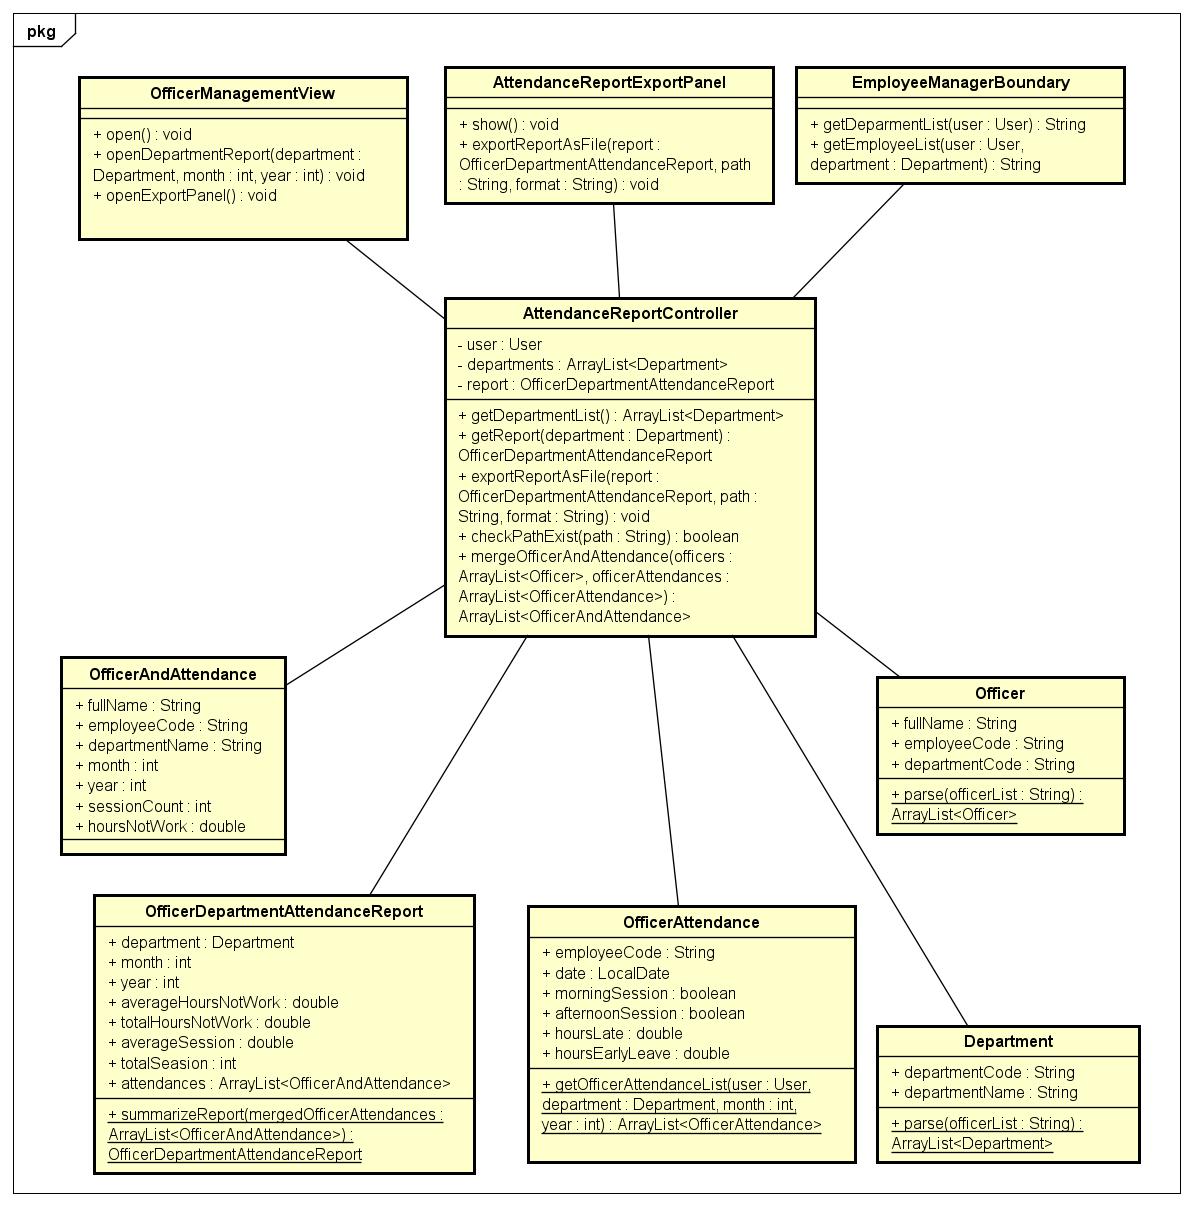 pkg
OfficerManagementView
+ open() : void
+ openDepartmentReport(department :
Department, month : int, year : int) : void
+ openExportPanel() : void
AttendanceReportExportPanel
+ show() : void
+ exportReportAsFile(report :
OfficerDepartmentAttendanceReport, path
: String, format : String) : void
EmployeeManagerBoundary
+ getDeparmentList(user : User) : String
+ getEmployeeList(user : User,
department : Department) : String
AttendanceReportController
- user : User
- departments : ArrayList<Department>
- report : OfficerDepartmentAttendanceReport
+ getDepartmentList() : ArrayList<Department>
+ getReport(department : Department) :
OfficerDepartmentAttendanceReport
+ exportReportAsFile(report :
OfficerDepartmentAttendanceReport, path :
String, format : String) : void
+ checkPathExist(path : String) : boolean
+ mergeOfficerAndAttendance(officers :
ArrayList<Officer>, officerAttendances :
ArrayList<OfficerAttendance>) :
ArrayList<OfficerAndAttendance>
OfficerAndAttendance
+ fullName : String
+ employeeCode : String
+ departmentName : String
+ month : int
+ year : int
+ sessionCount : int
+ hoursNotWork : double
Officer
+ fullName : String
+ employeeCode : String
+ departmentCode : String
+ parse(officerList : String) :
ArrayList<Officer>
OfficerDepartmentAttendanceReport
+ department : Department
+ month : int
+ year : int
+ averageHoursNotWork : double
+ totalHoursNotWork : double
+ averageSession : double
+ totalSeasion : int
+ attendances : ArrayList<OfficerAndAttendance>
+ summarizeReport(mergedOfficerAttendances :
ArrayList<OfficerAndAttendance>) :
OfficerDepartmentAttendanceReport
OfficerAttendance
+ employeeCode : String
+ date : LocalDate
+ morningSession : boolean
+ afternoonSession : boolean
+ hoursLate : double
+ hoursEarlyLeave : double
+ getOfficerAttendanceList(user : User,
department : Department, month : int,
year : int) : ArrayList<OfficerAttendance>
Department
+ departmentCode : String
+ departmentName : String
+ parse(officerList : String) :
ArrayList<Department>